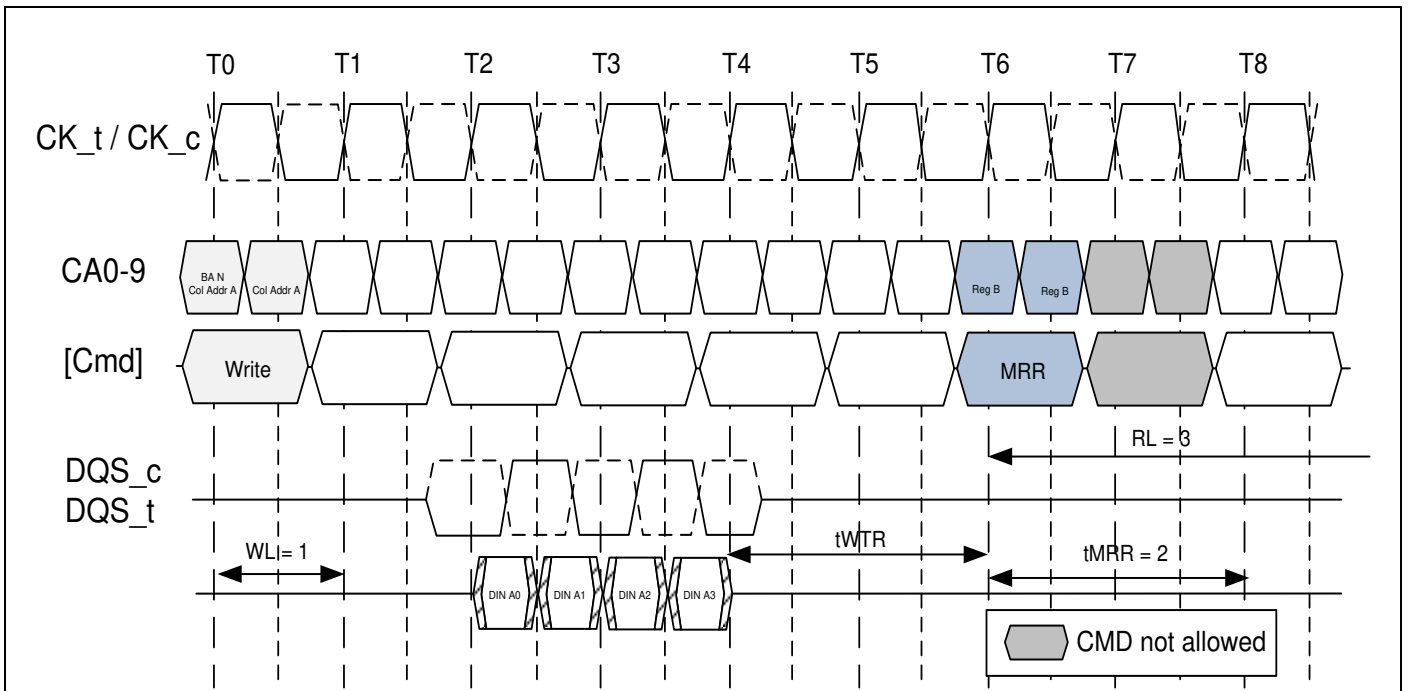 T0 T1 T2 T3 T4 T5 T6 T7 T8
CK_t / CK_c
CA0-9
BA N
Col Addr A
Col Addr A
Reg B
Reg B
[Cmd]
Write
MRR
RL = 3
DQS_c
DQS_t
WL = 1
tWTR
tMRR = 2
DIN A0
DIN A1
DIN A2
DIN A3
CMD not allowed